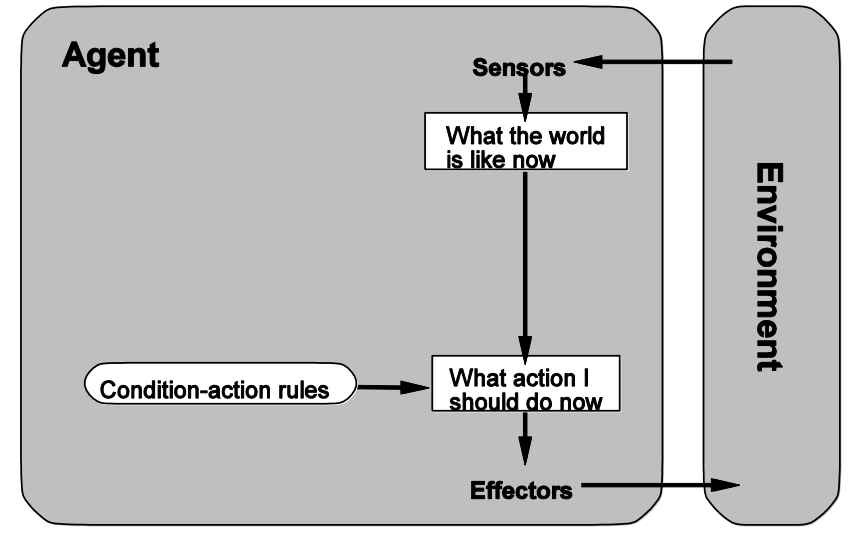 Agent
Sensors
What the world
is like now
Environment
Condition-action rules
What action I
should do now
Effectors